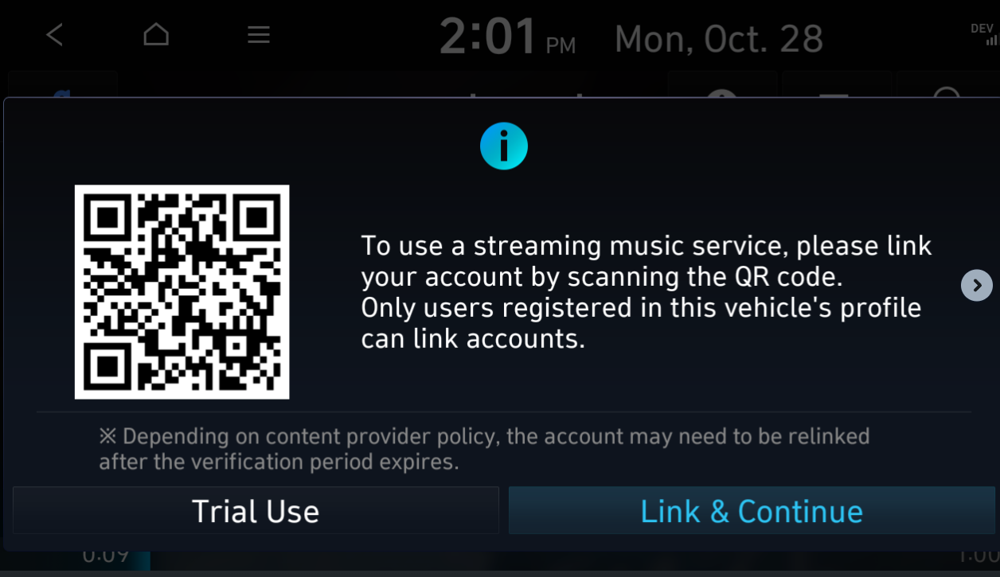 2:01 PM Mon, Oct. 28
DEV
To use a streaming music service, please link
your account by scanning the QR code.
Only users registered in this vehicle's profile
can link accounts.
※ Depending on content provider policy, the account may need to be relinked
after the verification period expires.
Trial Use
Link & Continue
0:09
1:00